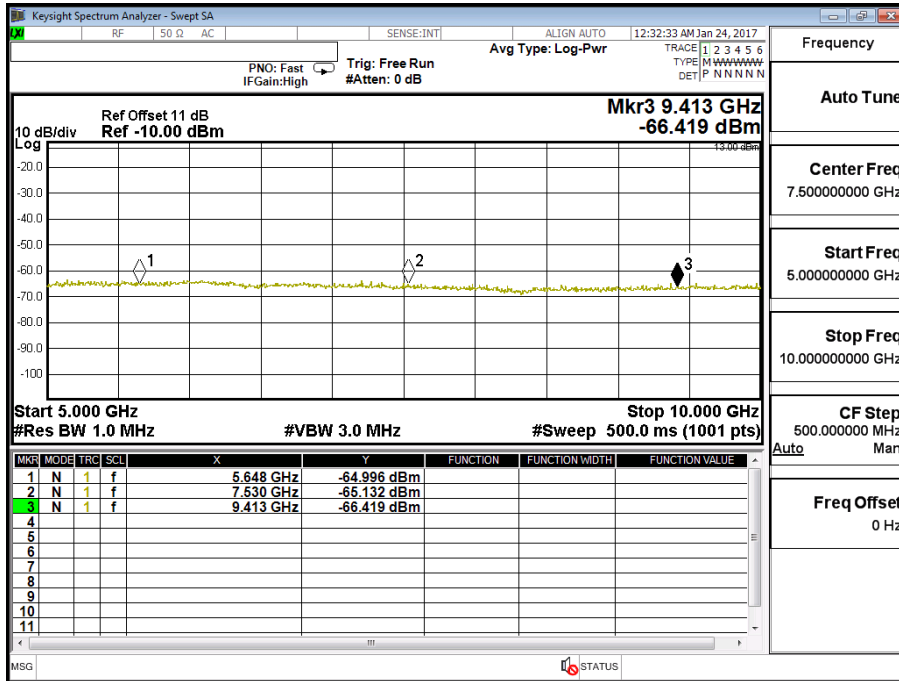 Keysight Spectrum Analyzer - Swept SA
LXI RF 50 Ω AC SENSE:INT ALIGN AUTO 12:32:33 AM Jan 24, 2017
Avg Type: Log-Pwr
TRACE 1 2 3 4 5 6
TYPE M WWWWW
DET P N N N N N
PNO: Fast
IFGain:High
Trig: Free Run
#Atten: 0 dB
Mkr3 9.413 GHz
-66.419 dBm
Ref Offset 11 dB
10 dB/div Ref -10.00 dBm
Log
-13.00 dBm
-20.0
-30.0
-40.0
-50.0
-60.0
-70.0
-80.0
-90.0
-100
1
2
3
Start 5.000 GHz Stop 10.000 GHz
#Res BW 1.0 MHz #VBW 3.0 MHz #Sweep 500.0 ms (1001 pts)
MKR MODE TRC SCL X Y FUNCTION FUNCTION WIDTH FUNCTION VALUE
1 N 1 f 5.648 GHz -64.996 dBm
2 N 1 f 7.530 GHz -65.132 dBm
3 N 1 f 9.413 GHz -66.419 dBm
4
5
6
7
8
9
10
11
MSG STATUS
Frequency
Auto Tune
Center Freq
7.500000000 GHz
Start Freq
5.000000000 GHz
Stop Freq
10.000000000 GHz
CF Step
500.000000 MHz
Auto Man
Freq Offset
0 Hz